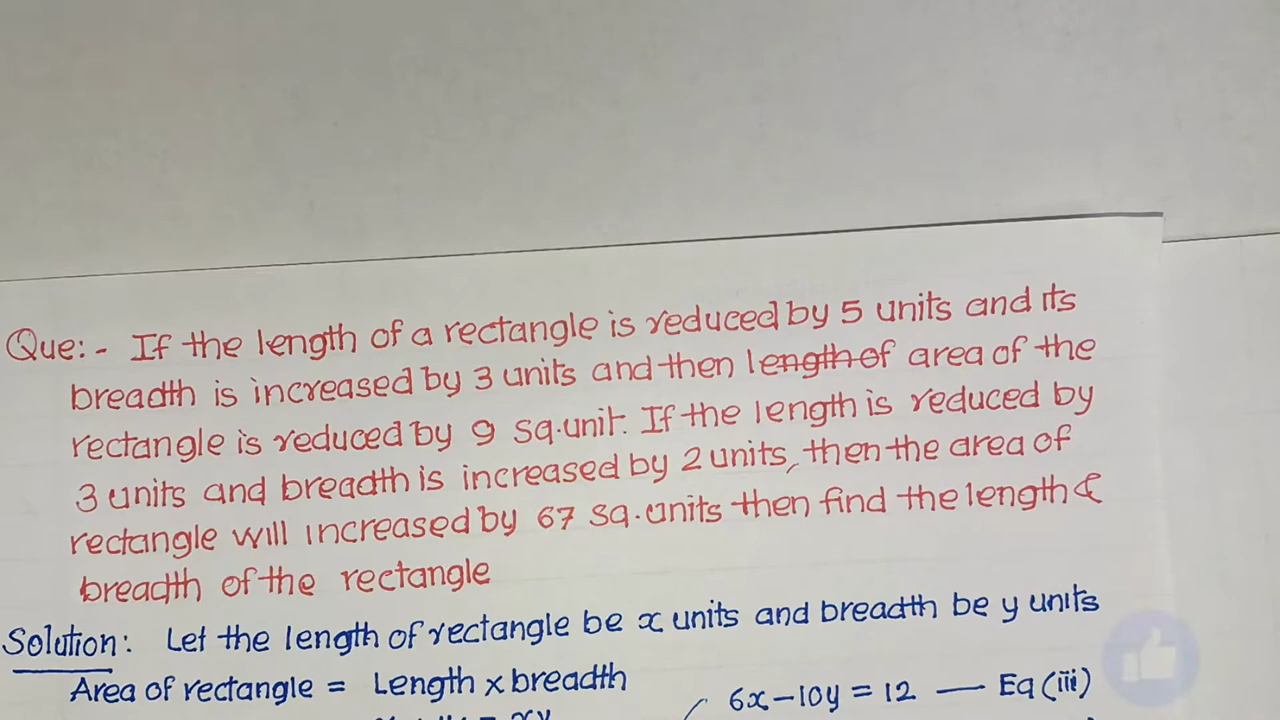 Que:- If the length of a rectangle is reduced by 5 units and its
breadth is increased by 3 units and then length of area of the
rectangle is reduced by 9 sq.unit. If the length is reduced by
3 units and breadth is increased by 2 units, then the area of
rectangle will increased by 67 sq.units then find the length &
breadth of the rectangle
Solution: Let the length of rectangle be x units and breadth be y units
Area of rectangle = Length x breadth
6x-10y = 12 — Eq (iii)
= xy